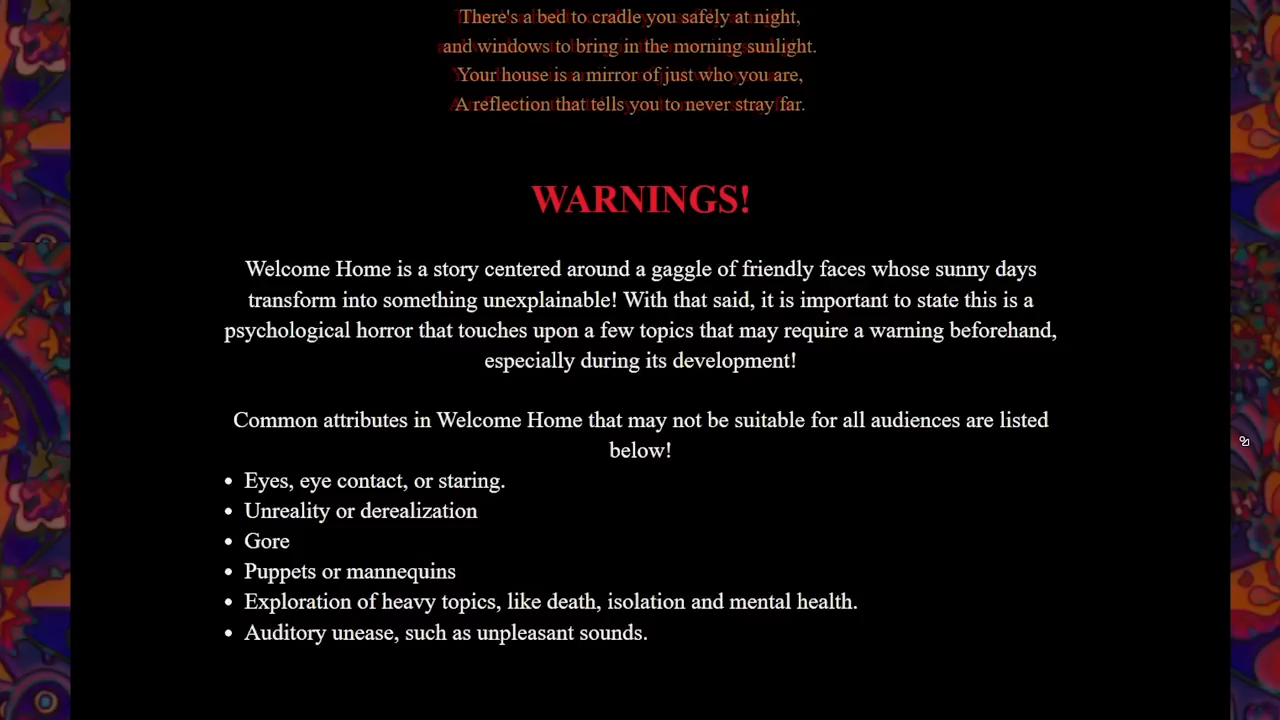 There's a bed to cradle you safely at night,
and windows to bring in the morning sunlight.
Your house is a mirror of just who you are,
A reflection that tells you to never stray far.
WARNINGS!
Welcome Home is a story centered around a gaggle of friendly faces whose sunny days
transform into something unexplainable! With that said, it is important to state this is a
psychological horror that touches upon a few topics that may require a warning beforehand,
especially during its development!
Common attributes in Welcome Home that may not be suitable for all audiences are listed
below!
• Eyes, eye contact, or staring.
• Unreality or derealization
• Gore
• Puppets or mannequins
• Exploration of heavy topics, like death, isolation and mental health.
• Auditory unease, such as unpleasant sounds.